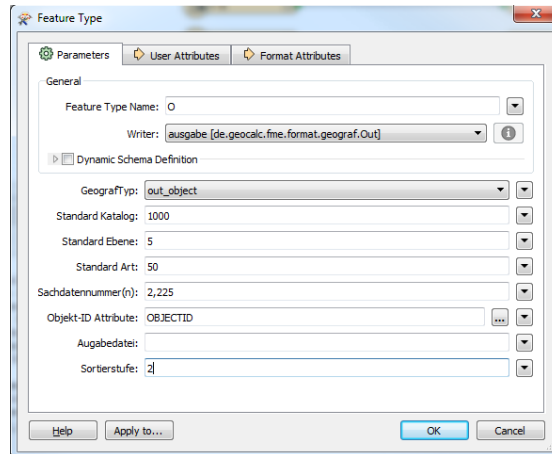 Feature Type
Parameters
User Attributes
Format Attributes
General
Feature Type Name: O
Writer: ausgabe [de.geocalc.fme.format.geograf.Out]
Dynamic Schema Definition
GeografTyp: out_object
Standard Katalog: 1000
Standard Ebene: 5
Standard Art: 50
Sachdatennummer(n): 2,225
Objekt-ID Attribute: OBJECTID ...
Augabedatei:
Sortierstufe: 2
Help Apply to... OK Cancel